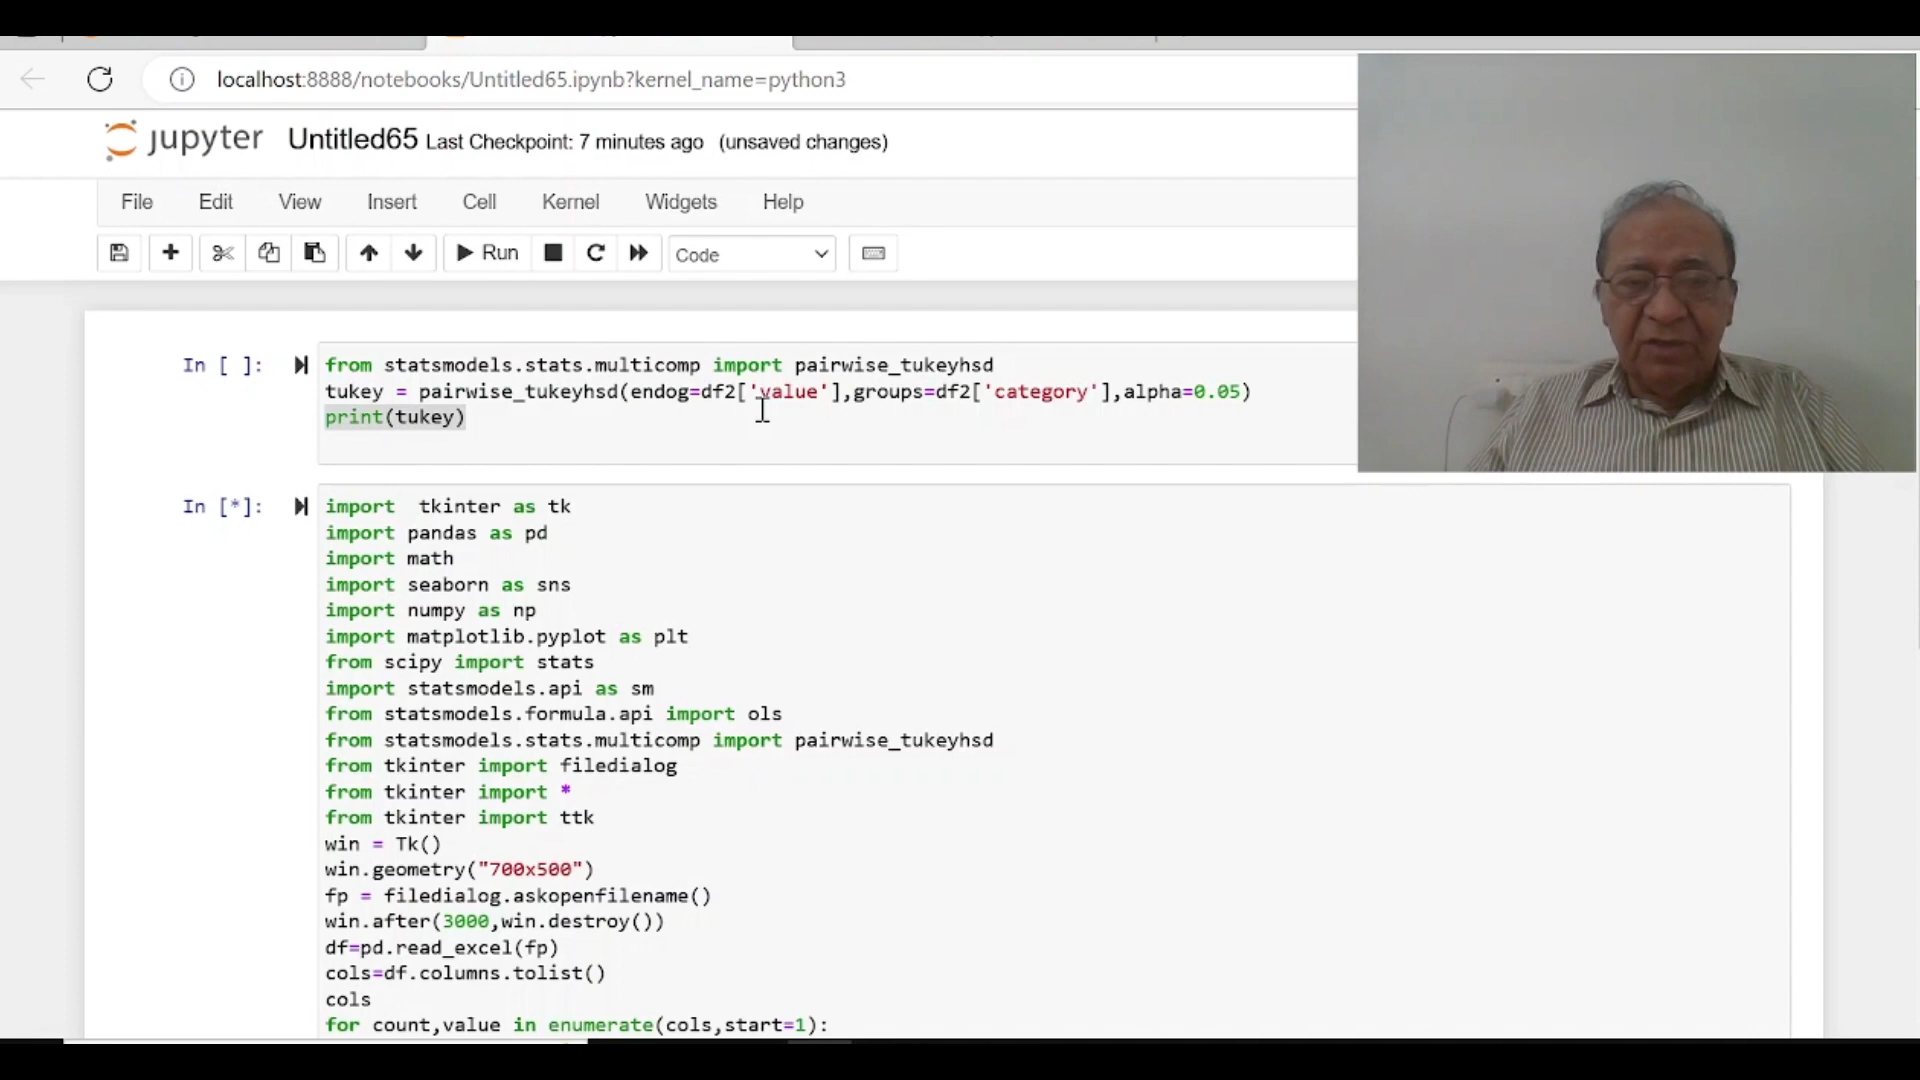 localhost:8888/notebooks/Untitled65.ipynb?kernel_name=python3
jupyter Untitled65 Last Checkpoint: 7 minutes ago (unsaved changes)
File Edit View Insert Cell Kernel Widgets Help
Run Code
In [ ]: from statsmodels.stats.multicomp import pairwise_tukeyhsd
tukey = pairwise_tukeyhsd(endog=df2['value'],groups=df2['category'],alpha=0.05)
print(tukey)
In [*]: import  tkinter as tk
import pandas as pd
import math
import seaborn as sns
import numpy as np
import matplotlib.pyplot as plt
from scipy import stats
import statsmodels.api as sm
from statsmodels.formula.api import ols
from statsmodels.stats.multicomp import pairwise_tukeyhsd
from tkinter import filedialog
from tkinter import *
from tkinter import ttk
win = Tk()
win.geometry("700x500")
fp = filedialog.askopenfilename()
win.after(3000,win.destroy())
df=pd.read_excel(fp)
cols=df.columns.tolist()
cols
for count,value in enumerate(cols,start=1):